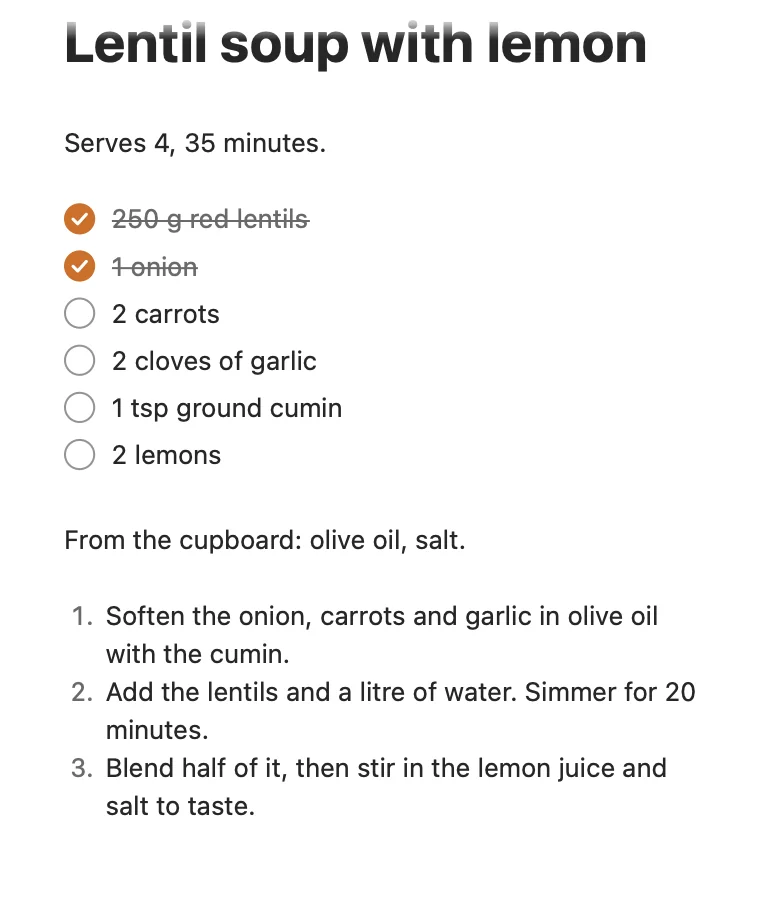 Lentil soup with lemon
Serves 4, 35 minutes.
250 g red lentils
1 onion
2 carrots
2 cloves of garlic
1 tsp ground cumin
2 lemons
From the cupboard: olive oil, salt.
1. Soften the onion, carrots and garlic in olive oil
with the cumin.
2. Add the lentils and a litre of water. Simmer for 20
minutes.
3. Blend half of it, then stir in the lemon juice and
salt to taste.